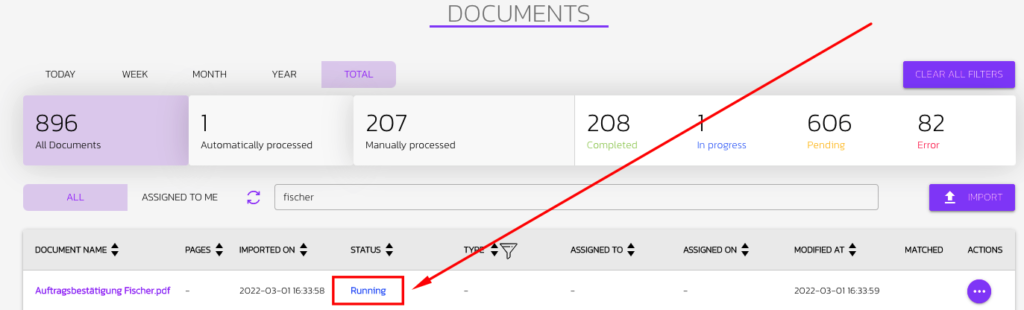 DOCUMENTS
TODAY WEEK MONTH YEAR TOTAL CLEAR ALL FILTERS
896 1 207 208 1 606 82
All Documents Automatically processed Manually processed Completed In progress Pending Error
ALL ASSIGNED TO ME fischer IMPORT
DOCUMENT NAME PAGES IMPORTED ON STATUS TYPE ASSIGNED TO ASSIGNED ON MODIFIED AT MATCHED ACTIONS
Auftragsbestätigung Fischer.pdf - 2022-03-01 16:33:58 Running - - - 2022-03-01 16:33:59